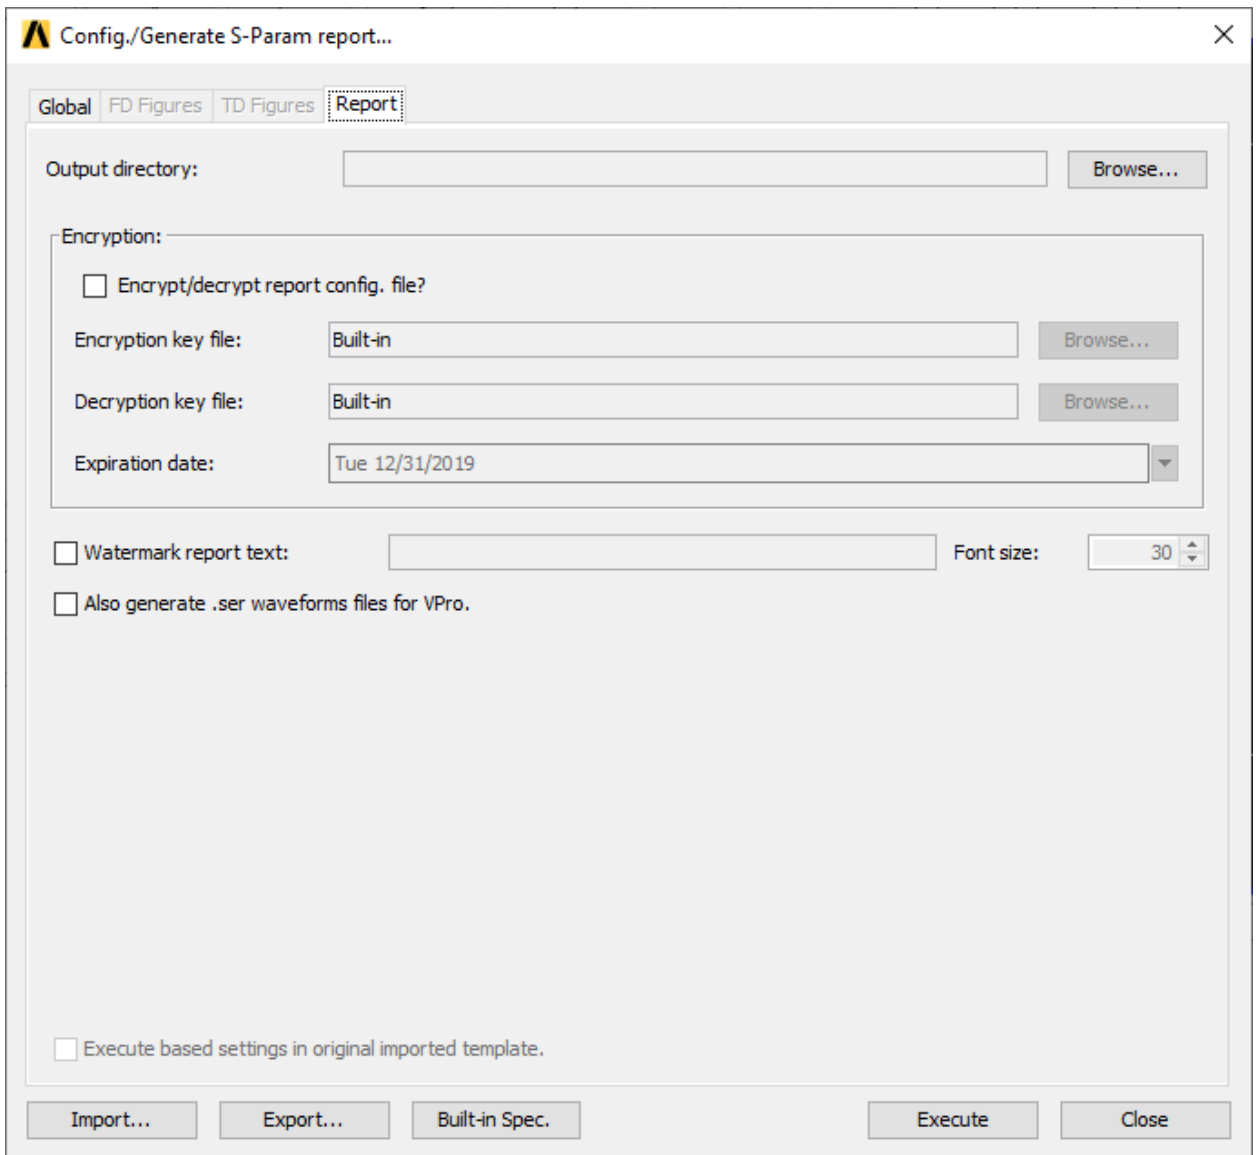 Config./Generate S-Param report...
Global FD Figures TD Figures Report
Output directory: Browse...
Encryption:
Encrypt/decrypt report config. file?
Encryption key file: Built-in Browse...
Decryption key file: Built-in Browse...
Expiration date: Tue 12/31/2019
Watermark report text: Font size: 30
Also generate .ser waveforms files for VPro.
Execute based settings in original imported template.
Import... Export... Built-in Spec. Execute Close